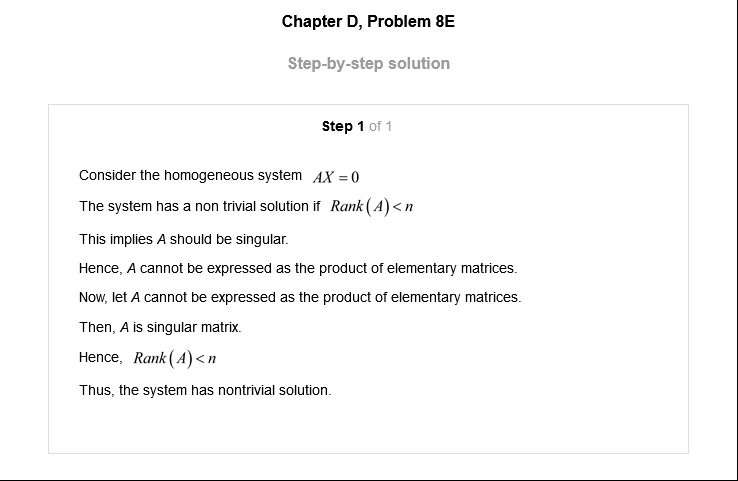 Chapter D, Problem 8E
Step-by-step solution
Step 1 of 1
Consider the homogeneous system AX = 0
The system has a non trivial solution if Rank(A) < n
This implies A should be singular.
Hence, A cannot be expressed as the product of elementary matrices.
Now, let A cannot be expressed as the product of elementary matrices.
Then, A is singular matrix.
Hence, Rank(A) < n
Thus, the system has nontrivial solution.